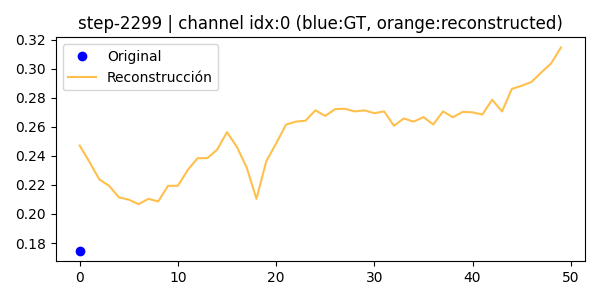 step-2299 | channel idx:0 (blue:GT, orange:reconstructed)
Original
Reconstrucción
0.32
0.30
0.28
0.26
0.24
0.22
0.20
0.18
0 10 20 30 40 50